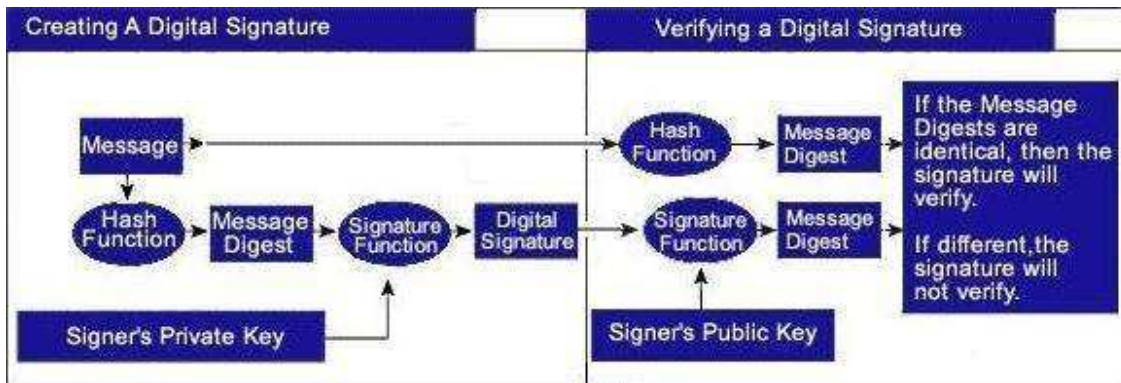 Creating A Digital Signature
Message
Hash
Function
Message
Digest
Signature
Function
Digital
Signature
Signer's Private Key
Verifying a Digital Signature
Hash
Function
Message
Digest
Signature
Function
Message
Digest
Signer's Public Key
If the Message
Digests are
identical, then the
signature will
verify.
If different,the
signature will
not verify.